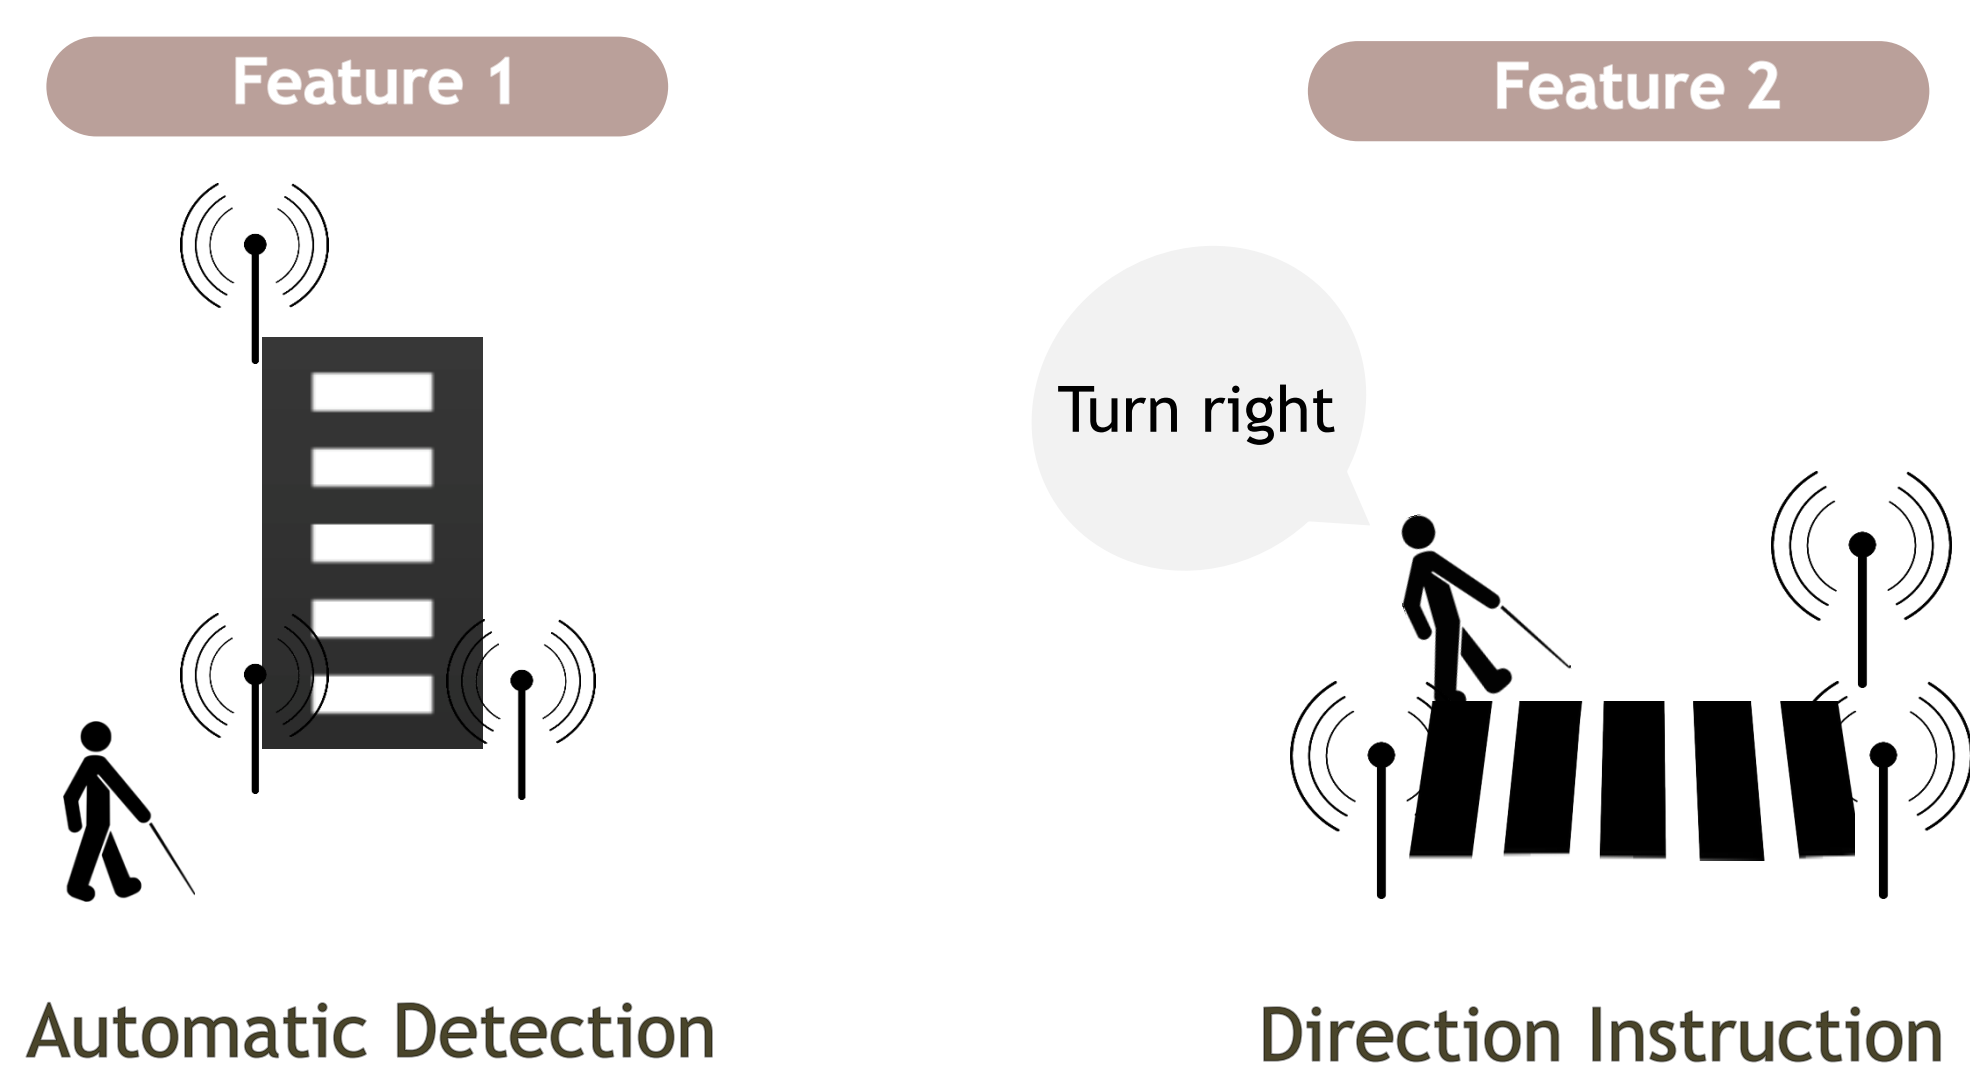 Feature 1
Feature 2
Turn right
Automatic Detection
Direction Instruction